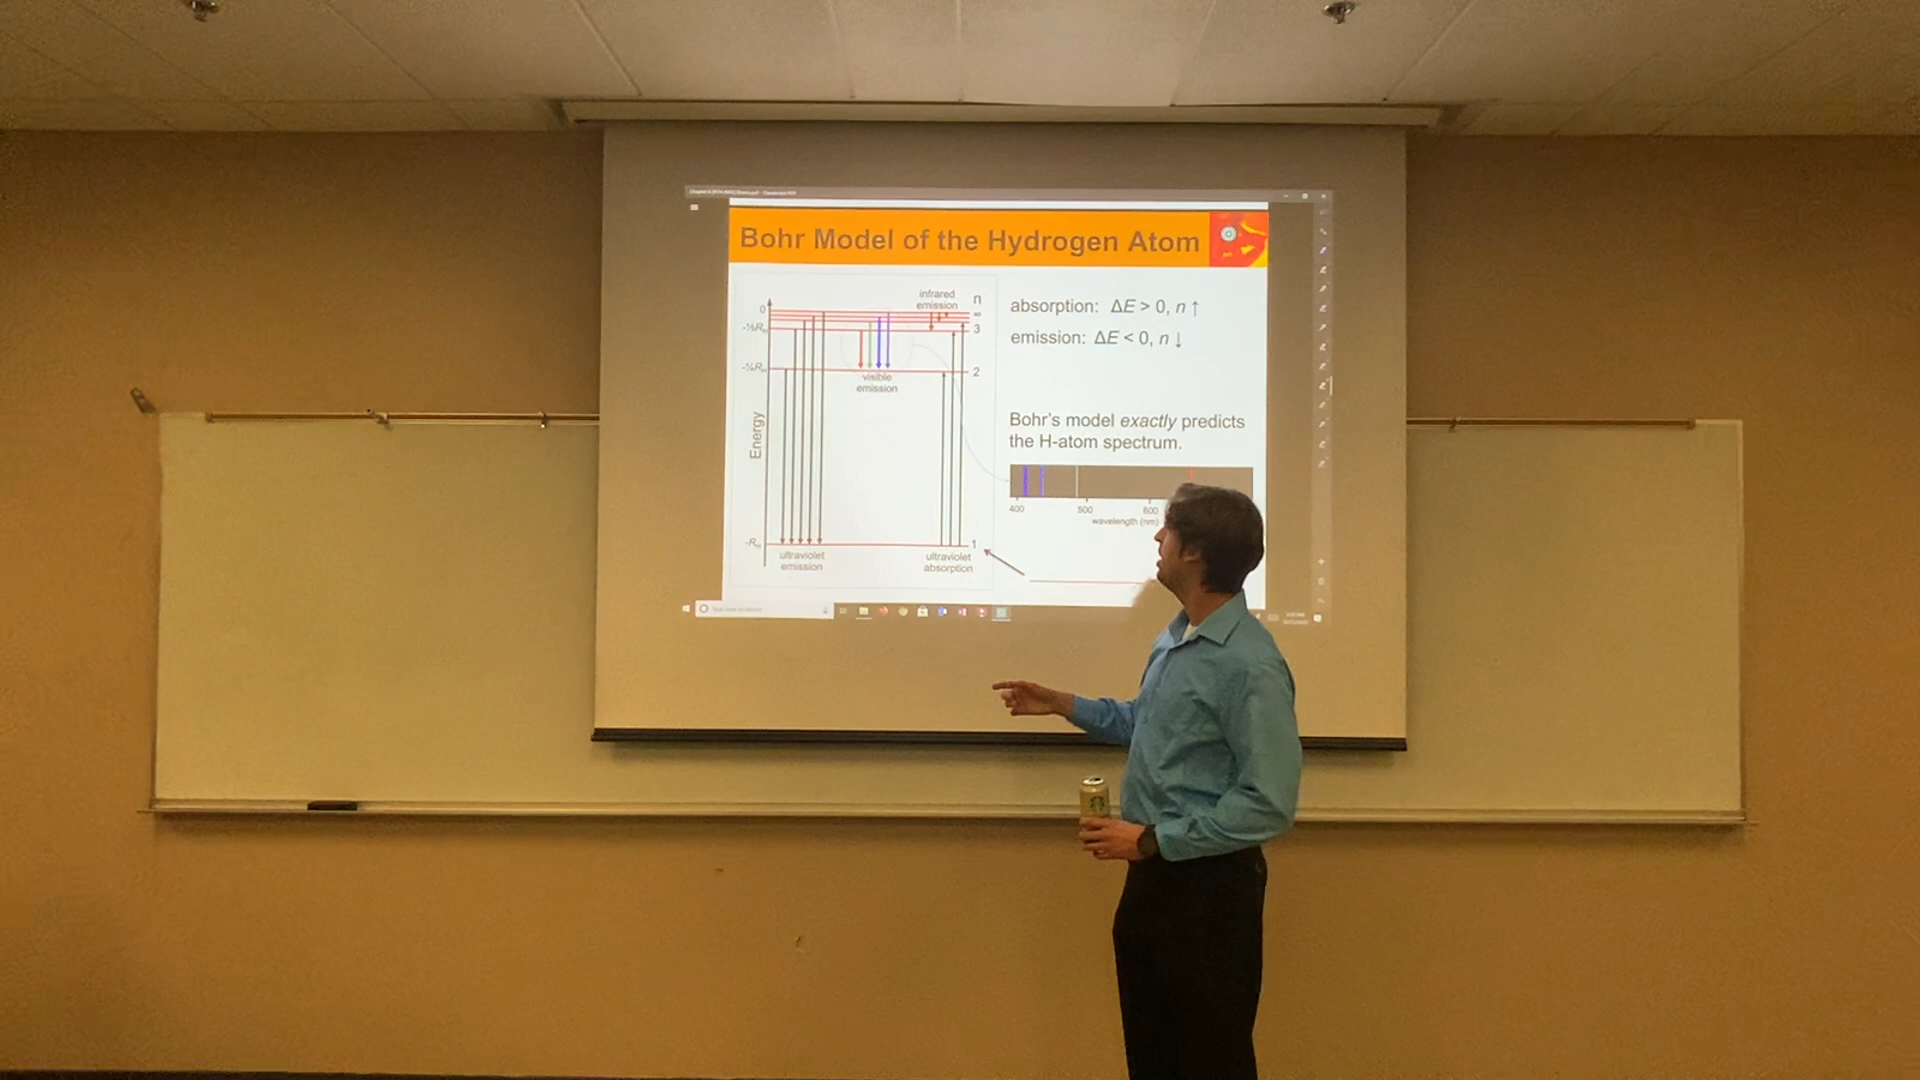 Bohr Model of the Hydrogen Atom
infrared
emission
n
0
∞
3
2
visible
emission
Energy
1
ultraviolet
emission
ultraviolet
absorption
absorption: ΔE > 0, n ↑
emission: ΔE < 0, n ↓
Bohr's model exactly predicts
the H-atom spectrum.
400 500 600
wavelength (nm)